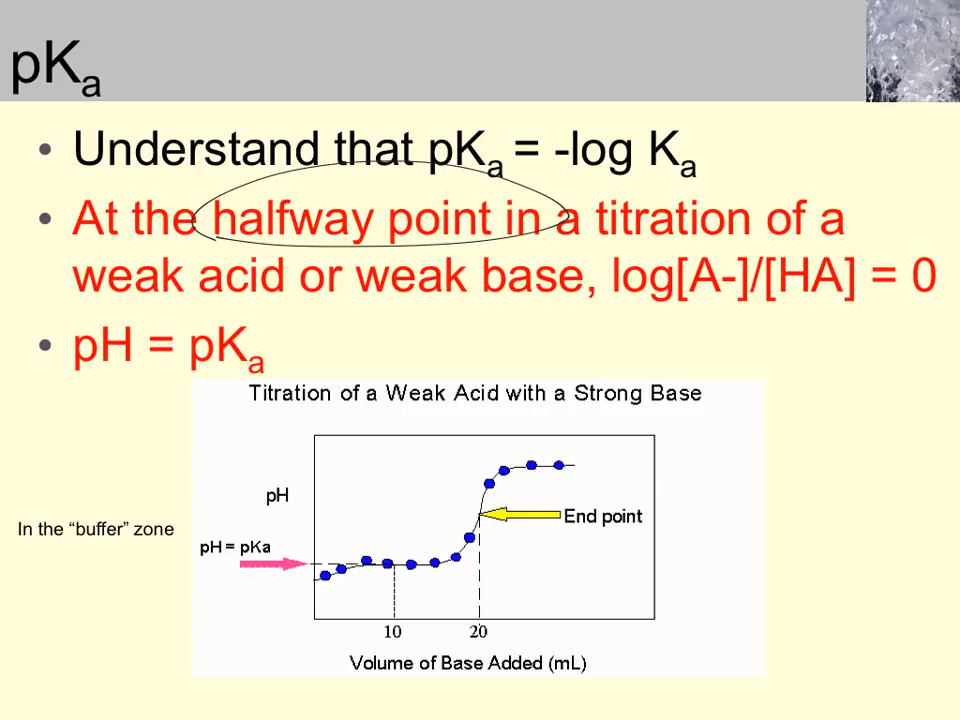 pKa
• Understand that pKa = -log Ka
• At the halfway point in a titration of a
weak acid or weak base, log[A-]/[HA] = 0
• pH = pKa
Titration of a Weak Acid with a Strong Base
pH
In the “buffer” zone
End point
pH = pKa
10
20
Volume of Base Added (mL)